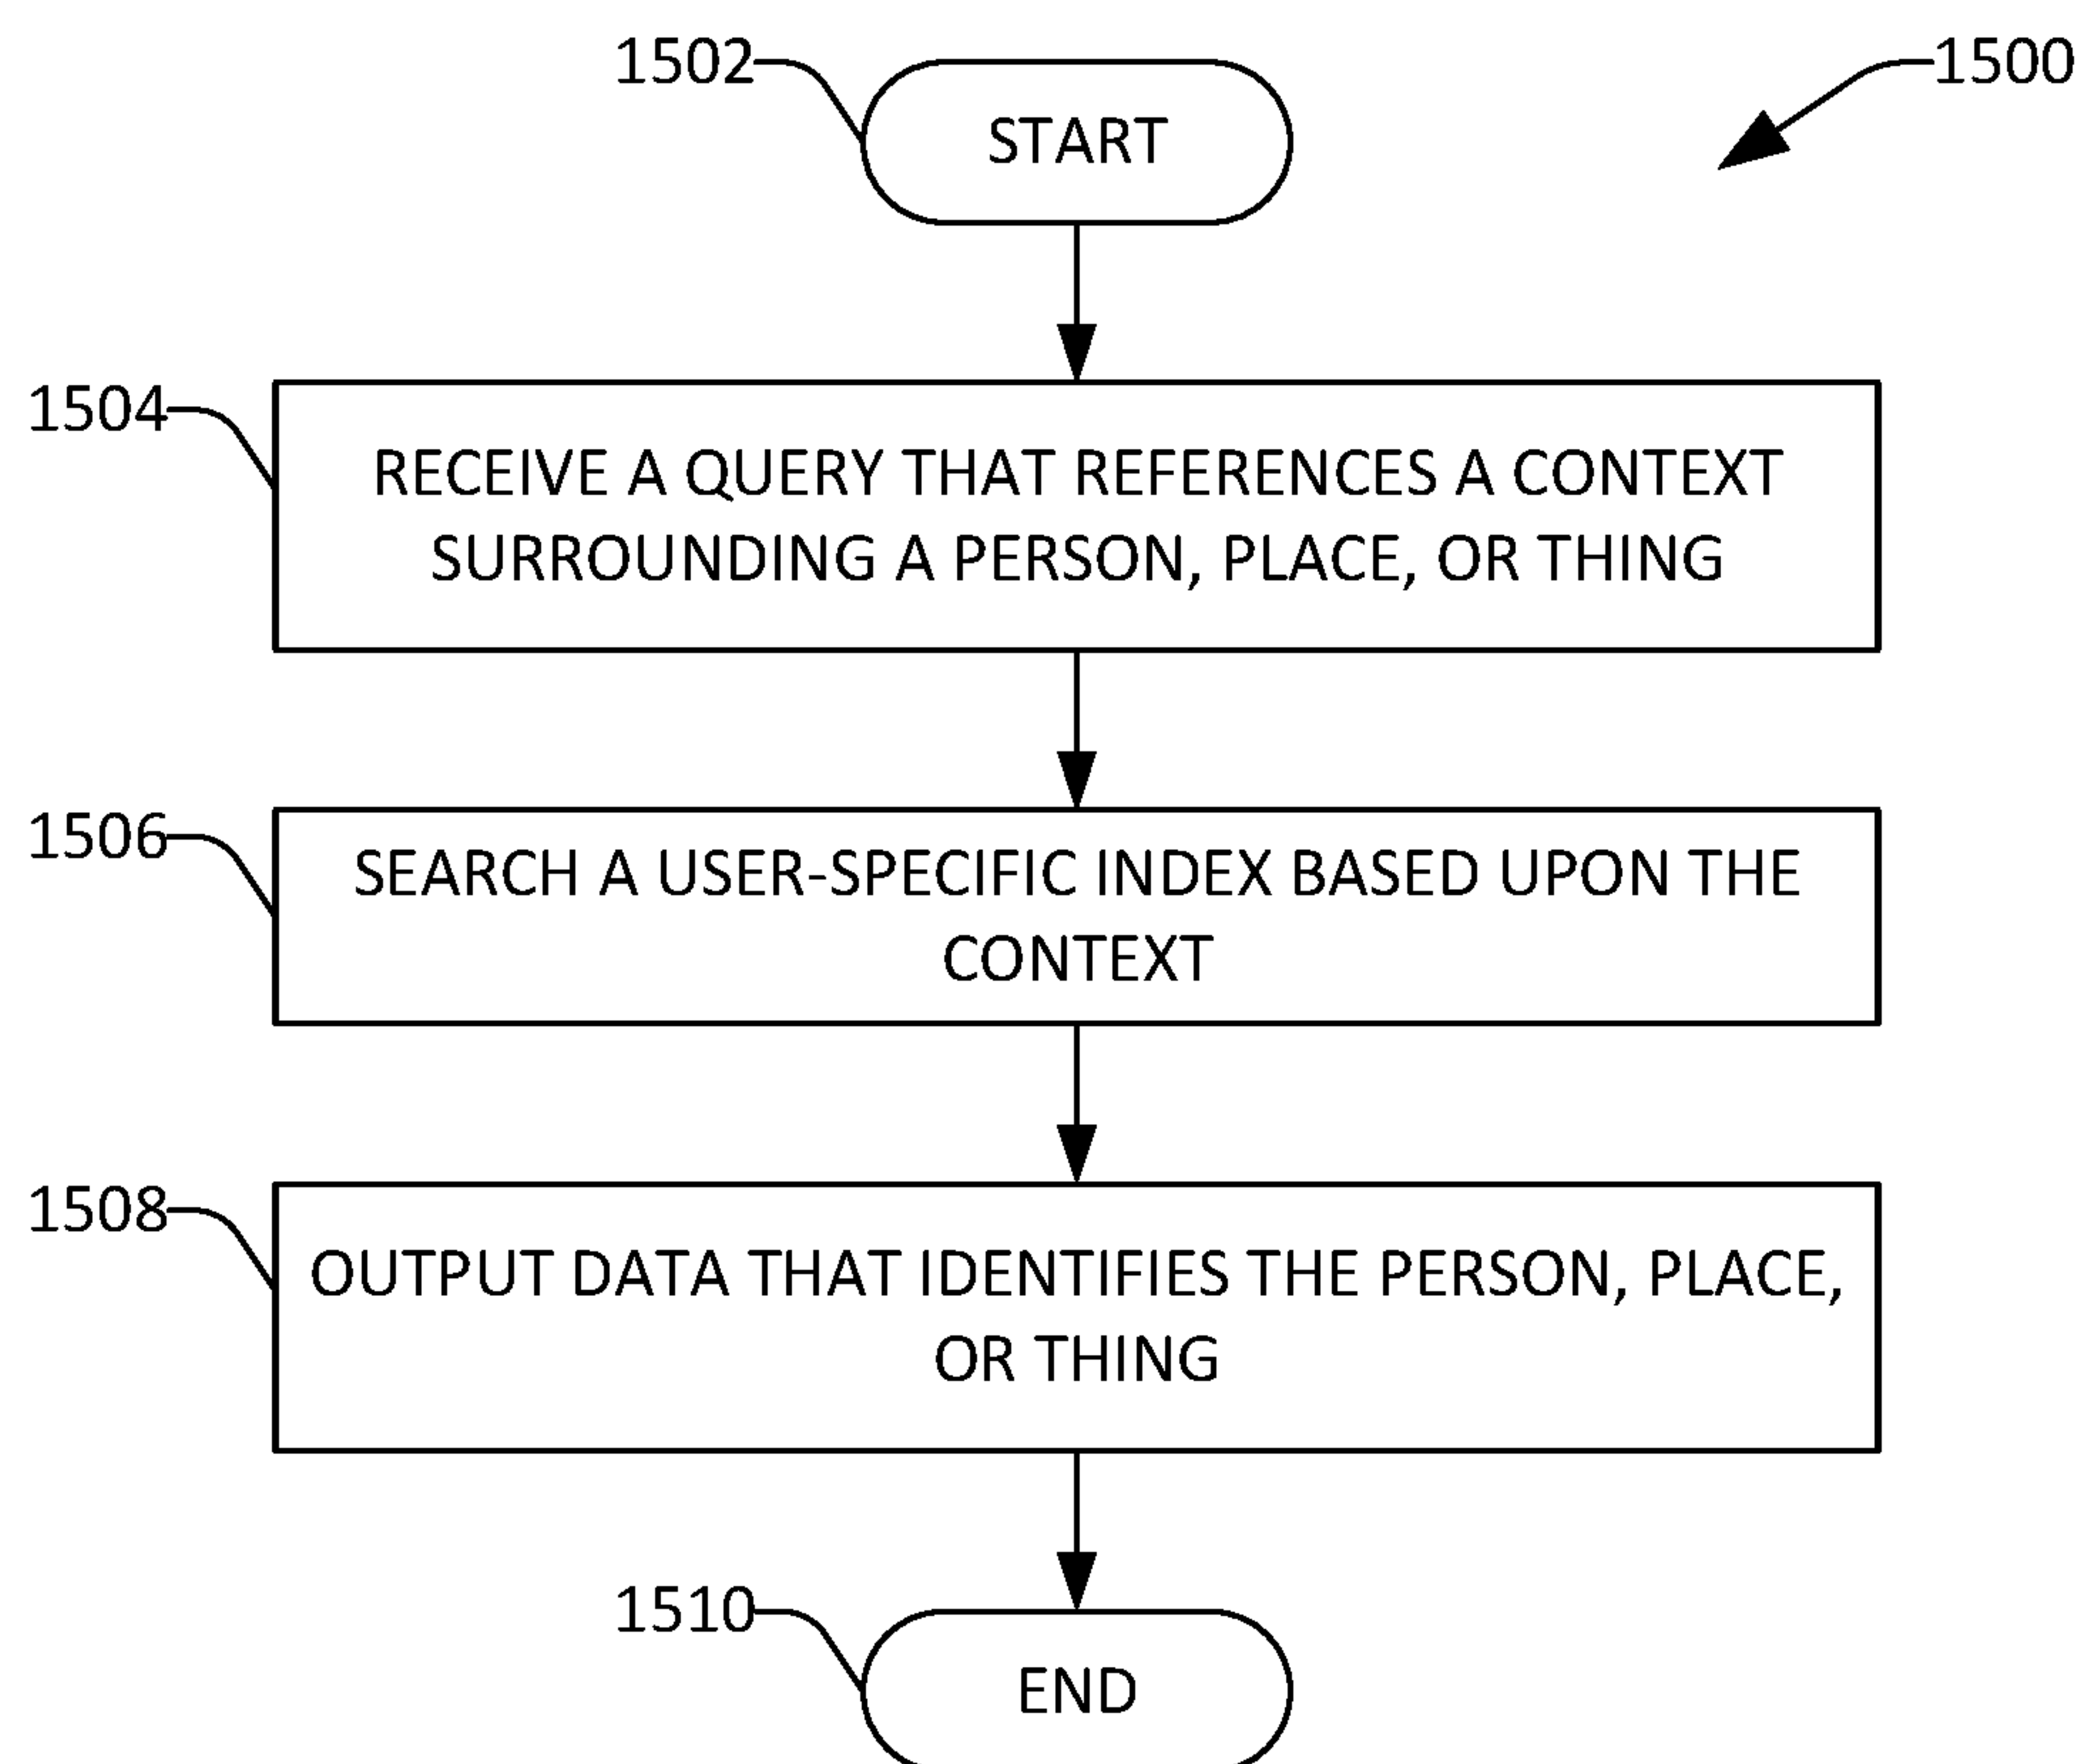 1502
1500
START
1504
RECEIVE A QUERY THAT REFERENCES A CONTEXT
SURROUNDING A PERSON, PLACE, OR THING
1506
SEARCH A USER-SPECIFIC INDEX BASED UPON THE
CONTEXT
1508
OUTPUT DATA THAT IDENTIFIES THE PERSON, PLACE,
OR THING
1510
END